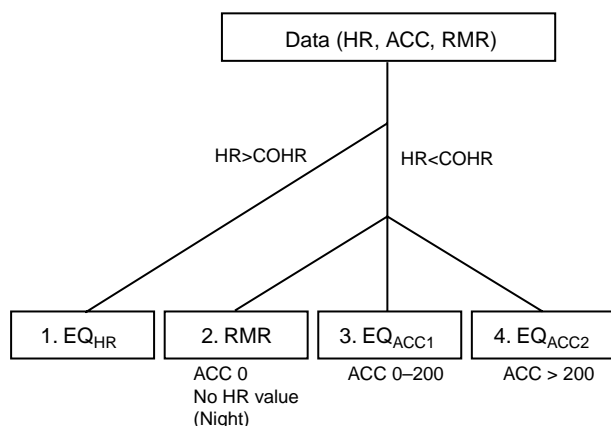 Data (HR, ACC, RMR)
HR>COHR
HR<COHR
1. EQHR
2. RMR
3. EQACC1
4. EQACC2
ACC 0
No HR value
(Night)
ACC 0–200
ACC > 200